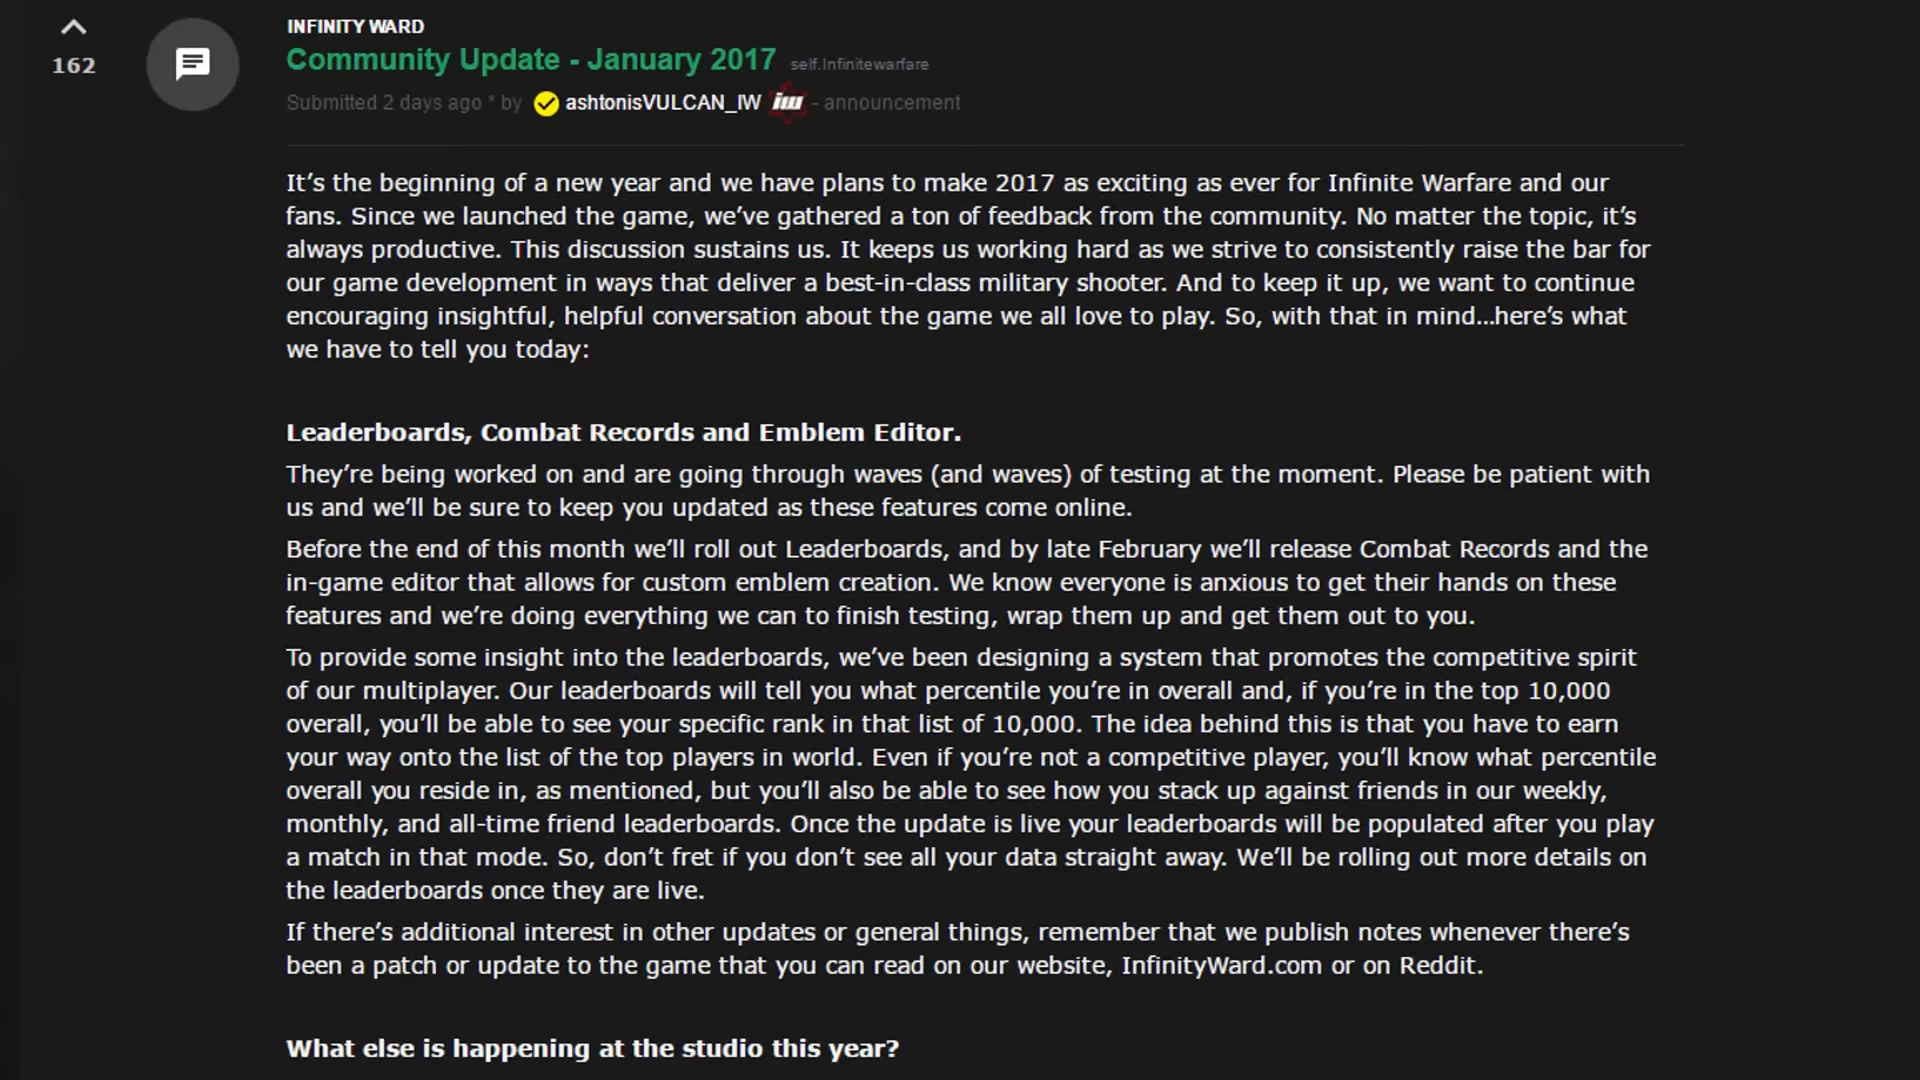 INFINITY WARD
162
Community Update - January 2017 self.Infinitewarfare
Submitted 2 days ago * by ashtonisVULCAN_IW iw - announcement
It’s the beginning of a new year and we have plans to make 2017 as exciting as ever for Infinite Warfare and our
fans. Since we launched the game, we’ve gathered a ton of feedback from the community. No matter the topic, it’s
always productive. This discussion sustains us. It keeps us working hard as we strive to consistently raise the bar for
our game development in ways that deliver a best-in-class military shooter. And to keep it up, we want to continue
encouraging insightful, helpful conversation about the game we all love to play. So, with that in mind...here’s what
we have to tell you today:
Leaderboards, Combat Records and Emblem Editor.
They’re being worked on and are going through waves (and waves) of testing at the moment. Please be patient with
us and we’ll be sure to keep you updated as these features come online.
Before the end of this month we’ll roll out Leaderboards, and by late February we’ll release Combat Records and the
in-game editor that allows for custom emblem creation. We know everyone is anxious to get their hands on these
features and we’re doing everything we can to finish testing, wrap them up and get them out to you.
To provide some insight into the leaderboards, we’ve been designing a system that promotes the competitive spirit
of our multiplayer. Our leaderboards will tell you what percentile you’re in overall and, if you’re in the top 10,000
overall, you’ll be able to see your specific rank in that list of 10,000. The idea behind this is that you have to earn
your way onto the list of the top players in world. Even if you’re not a competitive player, you’ll know what percentile
overall you reside in, as mentioned, but you’ll also be able to see how you stack up against friends in our weekly,
monthly, and all-time friend leaderboards. Once the update is live your leaderboards will be populated after you play
a match in that mode. So, don’t fret if you don’t see all your data straight away. We’ll be rolling out more details on
the leaderboards once they are live.
If there’s additional interest in other updates or general things, remember that we publish notes whenever there’s
been a patch or update to the game that you can read on our website, InfinityWard.com or on Reddit.
What else is happening at the studio this year?